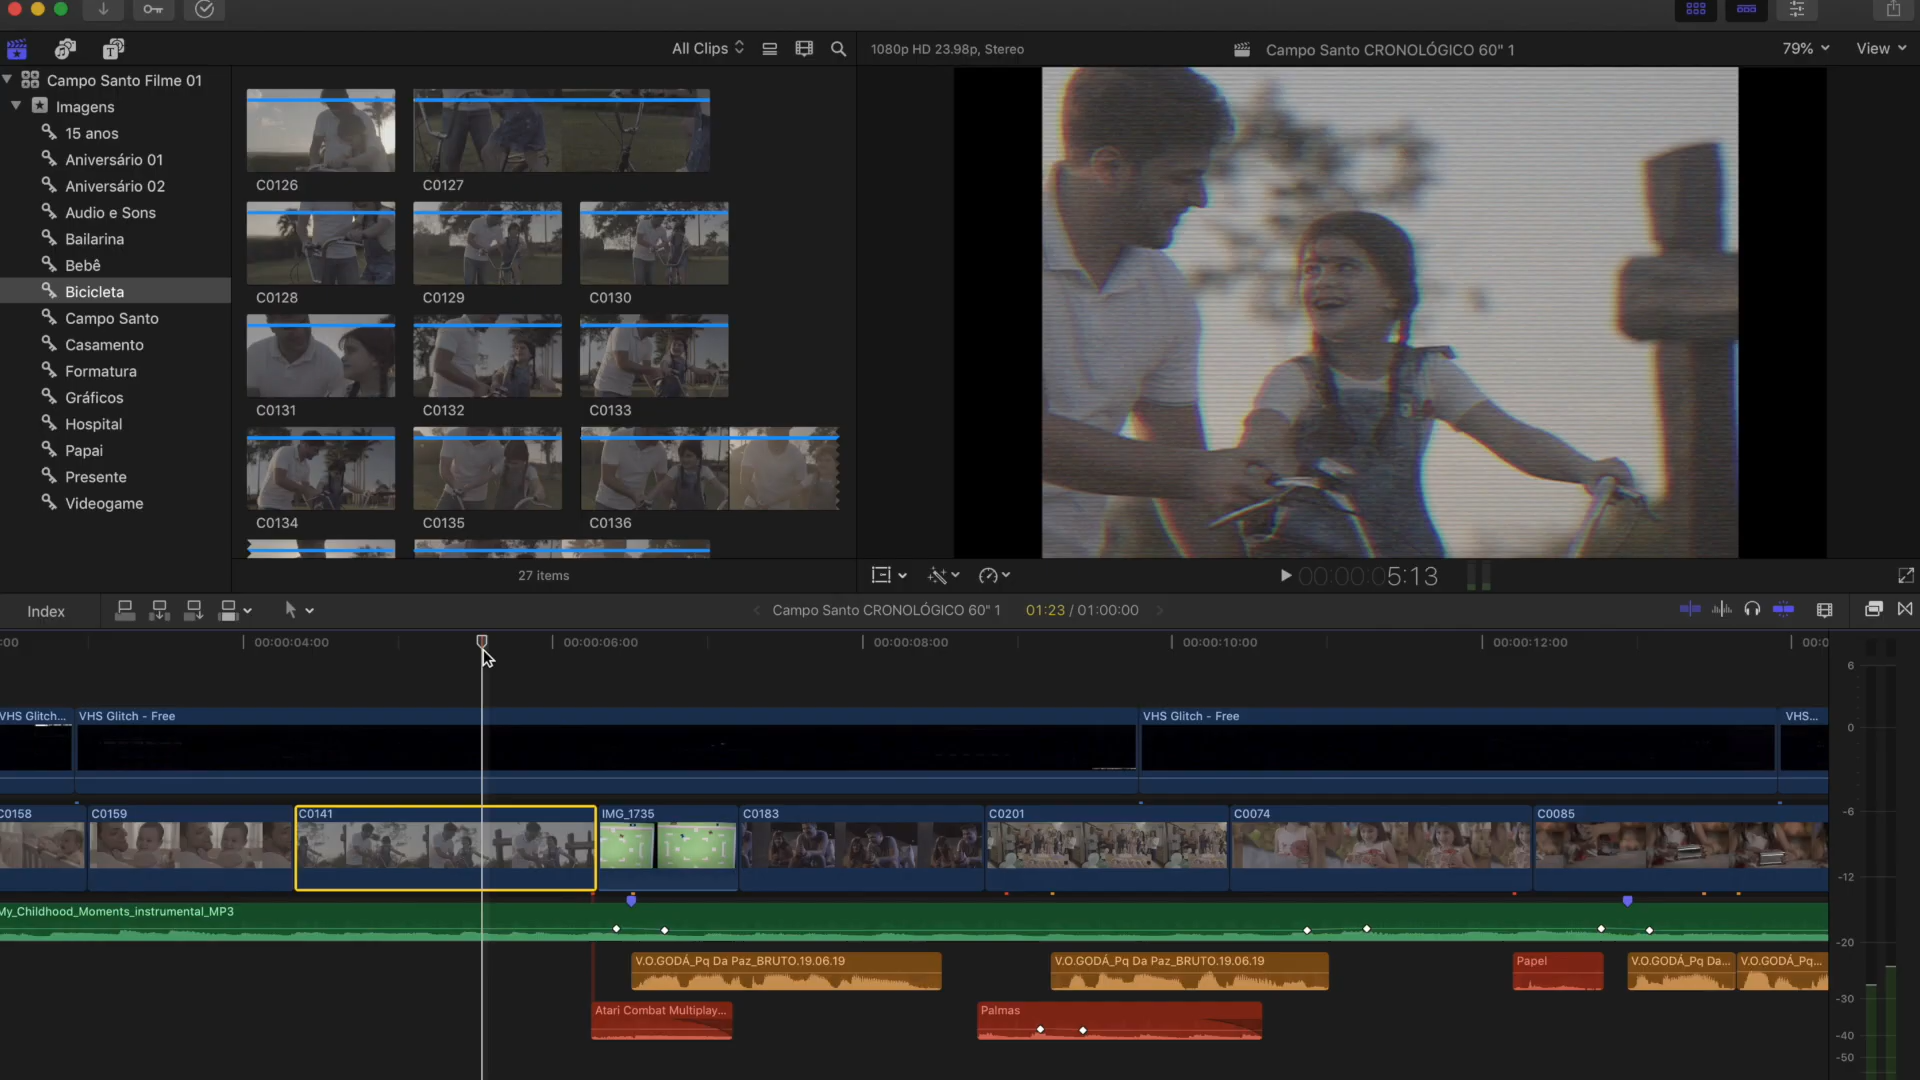 All Clips
1080p HD 23.98p, Stereo
Campo Santo CRONOLÓGICO 60" 1
79%
View
Campo Santo Filme 01
Imagens
15 anos
Aniversário 01
Aniversário 02
Audio e Sons
Bailarina
Bebê
Bicicleta
Campo Santo
Casamento
Formatura
Gráficos
Hospital
Papai
Presente
Videogame
C0126
C0127
C0128
C0129
C0130
C0131
C0132
C0133
C0134
C0135
C0136
27 items
00:00:05:13
Index
Campo Santo CRONOLÓGICO 60" 1
01:23 / 01:00:00
:00
00:00:04:00
00:00:06:00
00:00:08:00
00:00:10:00
00:00:12:00
00:0
VHS Glitch...
VHS Glitch - Free
VHS Glitch - Free
VHS...
C0158
C0159
C0141
IMG_1735
C0183
C0201
C0074
C0085
My_Childhood_Moments_instrumental_MP3
V.O.GODÁ_Pq Da Paz_BRUTO.19.06.19
V.O.GODÁ_Pq Da Paz_BRUTO.19.06.19
Papel
V.O.GODÁ_Pq Da...
V.O.GODÁ_Pq...
Atari Combat Multiplay...
Palmas
6
0
-6
-12
-20
-30
-40
-50